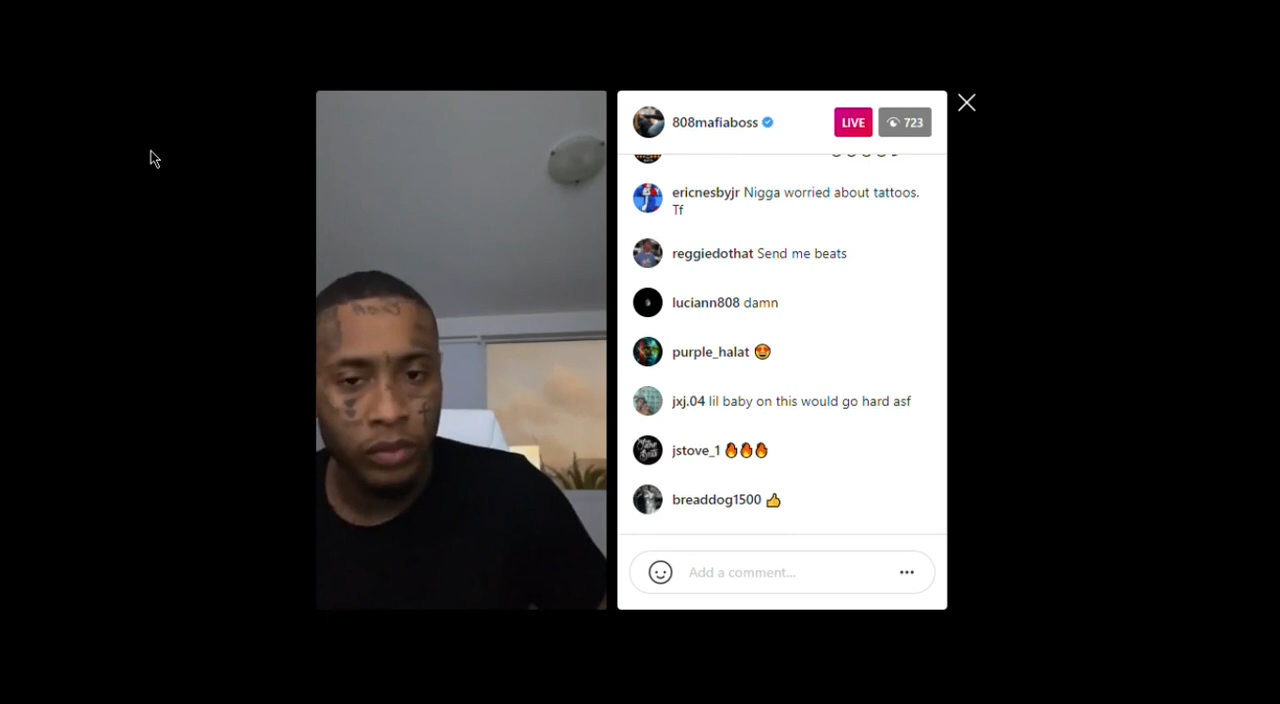 808mafiaboss
LIVE
723
ericnesbyjr Nigga worried about tattoos.
Tf
reggiedothat Send me beats
luciann808 damn
purple_halat 😍
jxj.04 lil baby on this would go hard asf
jstove_1 🔥🔥🔥
breaddog1500 👍
Add a comment...